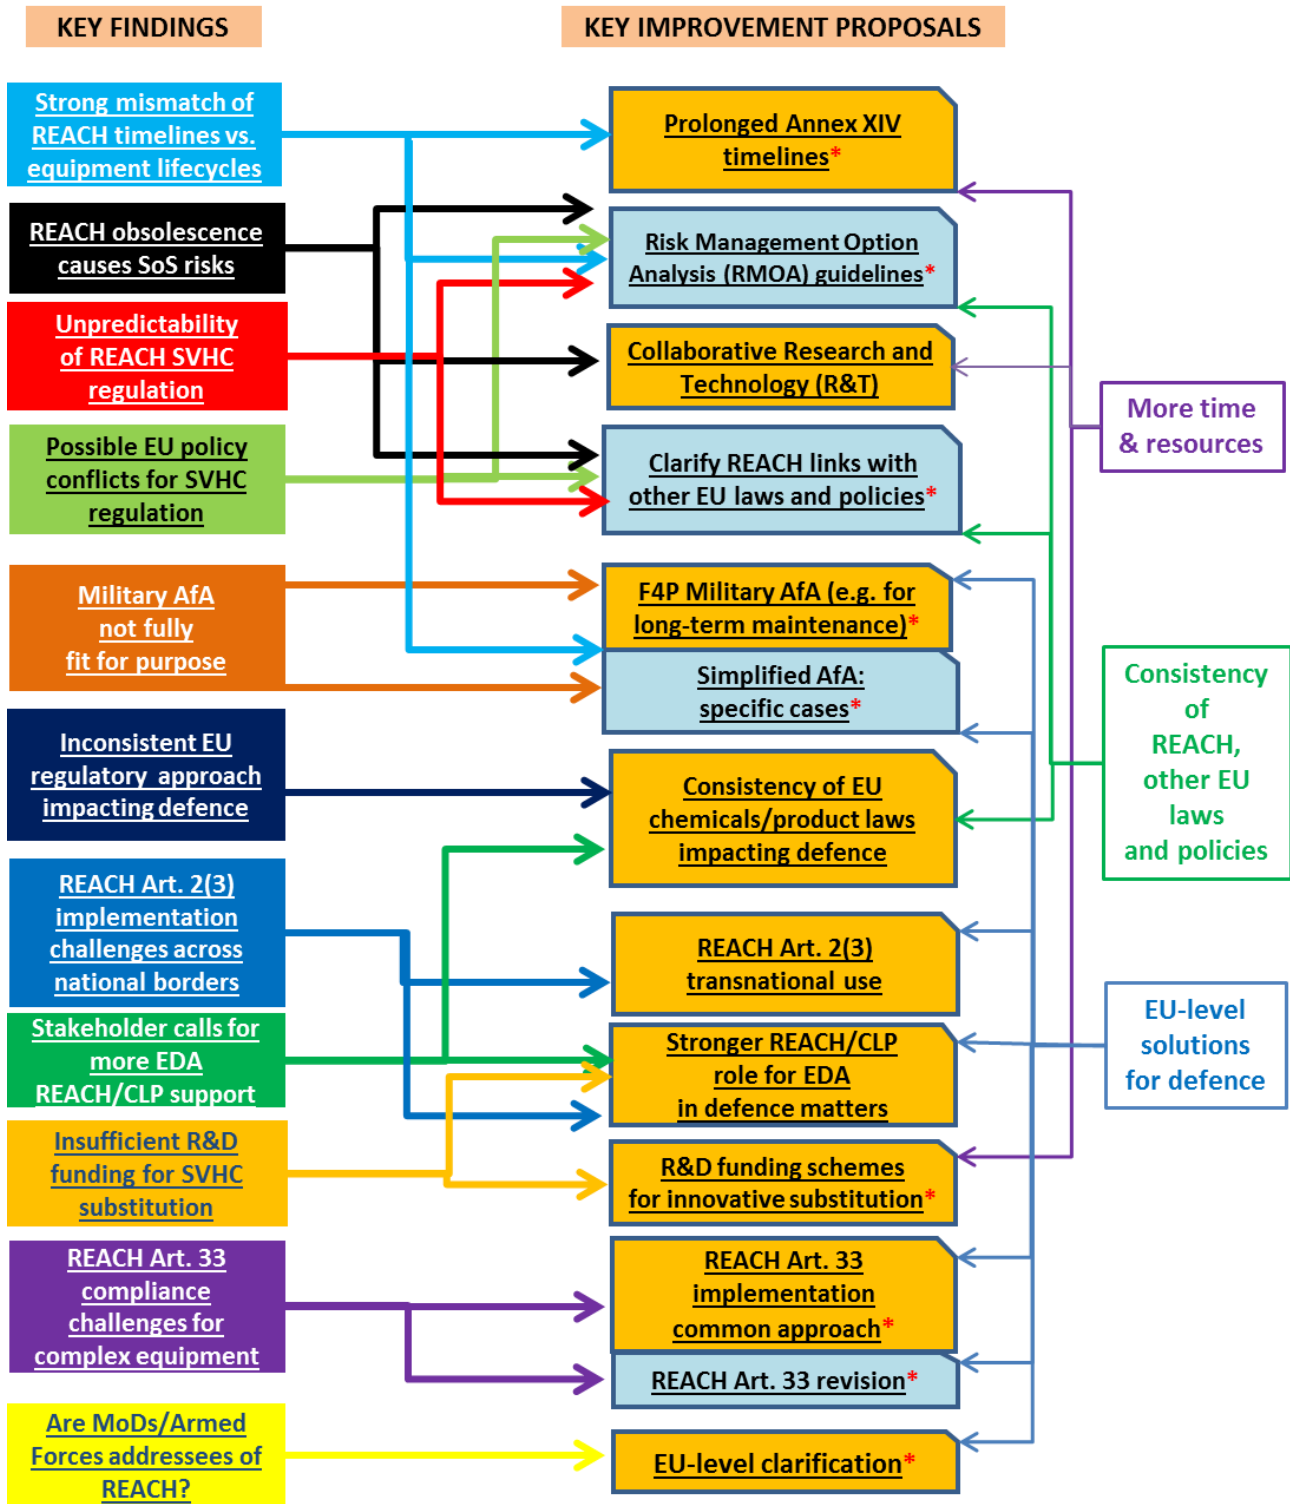 KEY FINDINGS
KEY IMPROVEMENT PROPOSALS
Strong mismatch of
REACH timelines vs.
equipment lifecycles
REACH obsolescence
causes SoS risks
Unpredictability
of REACH SVHC
regulation
Possible EU policy
conflicts for SVHC
regulation
Military AfA
not fully
fit for purpose
Inconsistent EU
regulatory approach
impacting defence
REACH Art. 2(3)
implementation
challenges across
national borders
Stakeholder calls for
more EDA
REACH/CLP support
Insufficient R&D
funding for SVHC
substitution
REACH Art. 33
compliance
challenges for
complex equipment
Are MoDs/Armed
Forces addressees of
REACH?
Prolonged Annex XIV
timelines*
Risk Management Option
Analysis (RMOA) guidelines*
Collaborative Research and
Technology (R&T)
Clarify REACH links with
other EU laws and policies*
F4P Military AfA (e.g. for
long-term maintenance)*
Simplified AfA:
specific cases*
Consistency of EU
chemicals/product laws
impacting defence
REACH Art. 2(3)
transnational use
Stronger REACH/CLP
role for EDA
in defence matters
R&D funding schemes
for innovative substitution*
REACH Art. 33
implementation
common approach*
REACH Art. 33 revision*
EU-level clarification*
More time
& resources
Consistency
of
REACH,
other EU
laws
and policies
EU-level
solutions
for defence